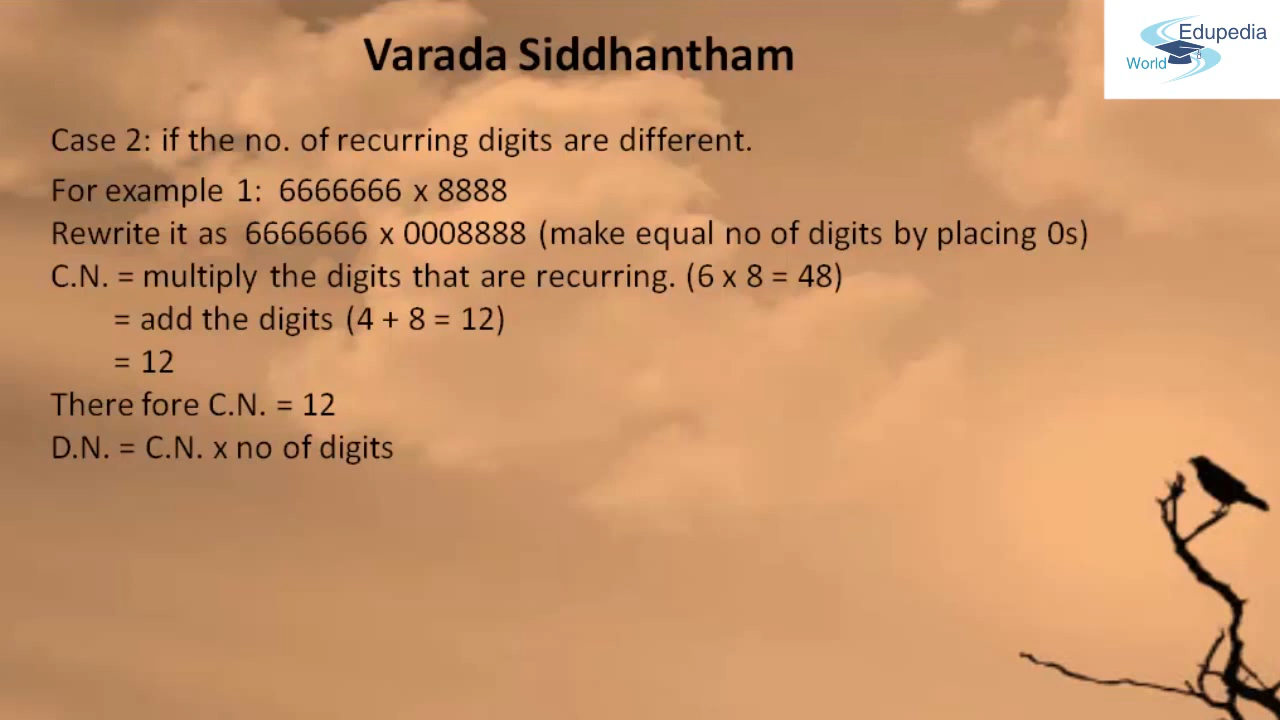 Varada Siddhantham
Edupedia
World
Case 2: if the no. of recurring digits are different.
For example 1: 6666666 x 8888
Rewrite it as 6666666 x 0008888 (make equal no of digits by placing 0s)
C.N. = multiply the digits that are recurring. (6 x 8 = 48)
= add the digits (4 + 8 = 12)
= 12
There fore C.N. = 12
D.N. = C.N. x no of digits